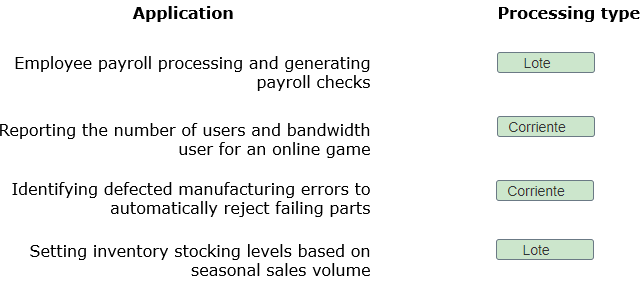 Application
Processing type
Employee payroll processing and generating
payroll checks
Lote
Reporting the number of users and bandwidth
user for an online game
Corriente
Identifying defected manufacturing errors to
automatically reject failing parts
Corriente
Setting inventory stocking levels based on
seasonal sales volume
Lote